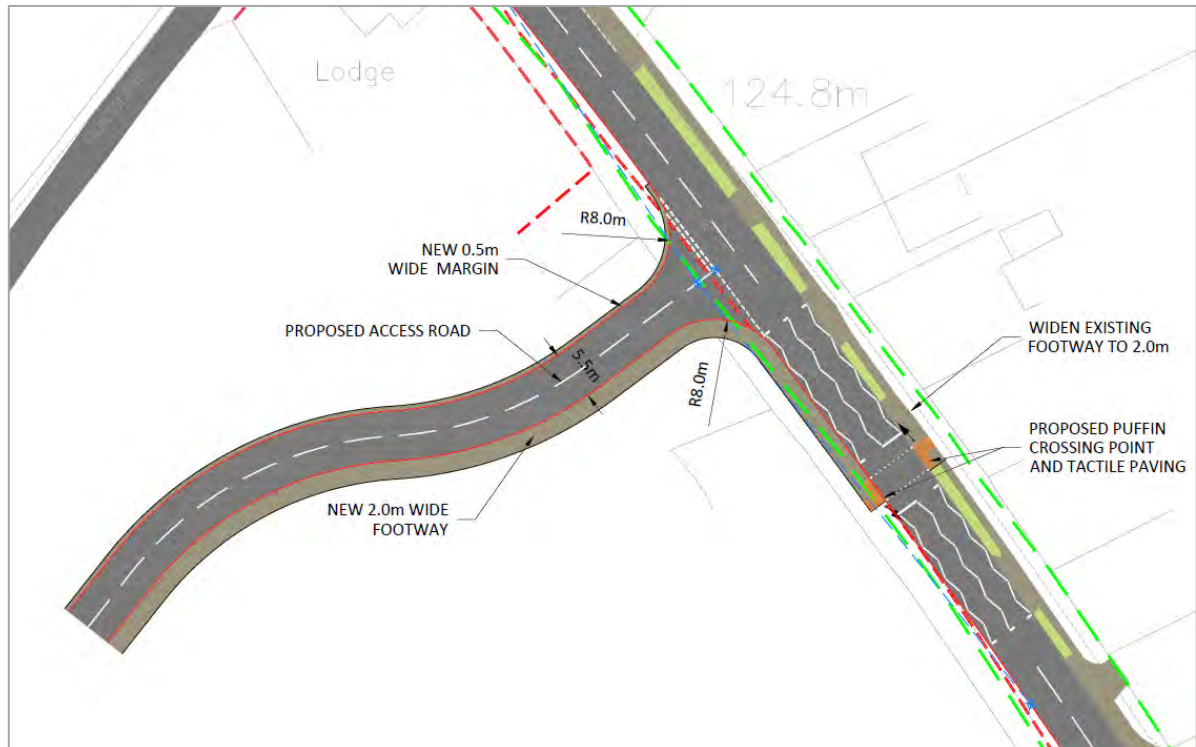 Lodge
124.8m
R8.0m
NEW 0.5m
WIDE MARGIN
PROPOSED ACCESS ROAD
5.5m
R8.0m
WIDEN EXISTING
FOOTWAY TO 2.0m
PROPOSED PUFFIN
CROSSING POINT
AND TACTILE PAVING
NEW 2.0m WIDE
FOOTWAY